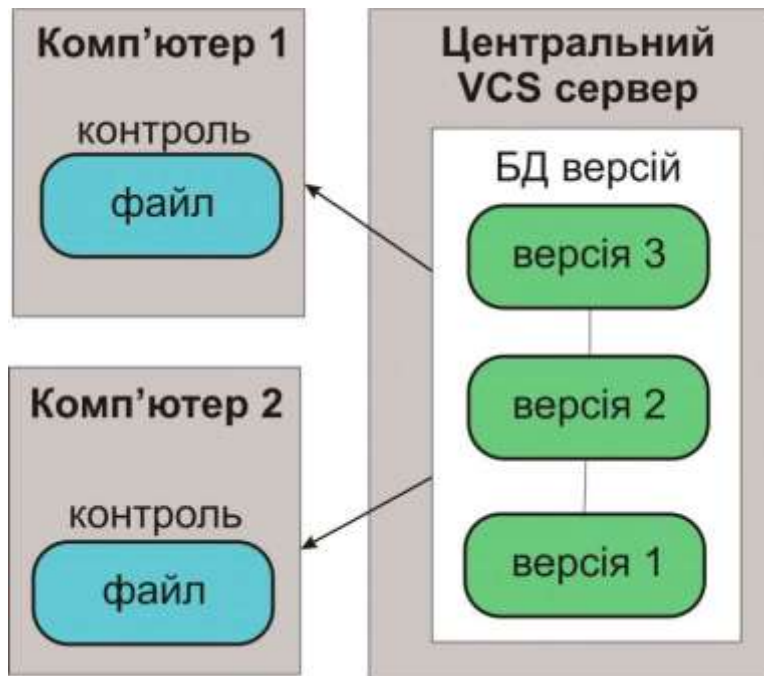 Комп’ютер 1
контроль
файл
Комп’ютер 2
контроль
файл
Центральний
VCS сервер
БД версій
версія 3
версія 2
версія 1